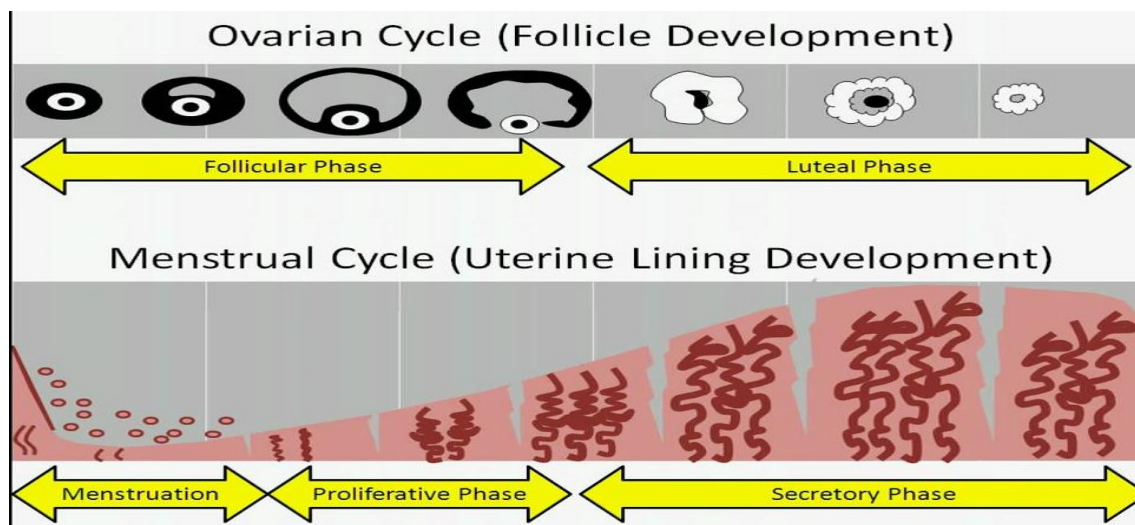 Ovarian Cycle (Follicle Development)
Follicular Phase
Luteal Phase
Menstrual Cycle (Uterine Lining Development)
Menstruation
Proliferative Phase
Secretory Phase